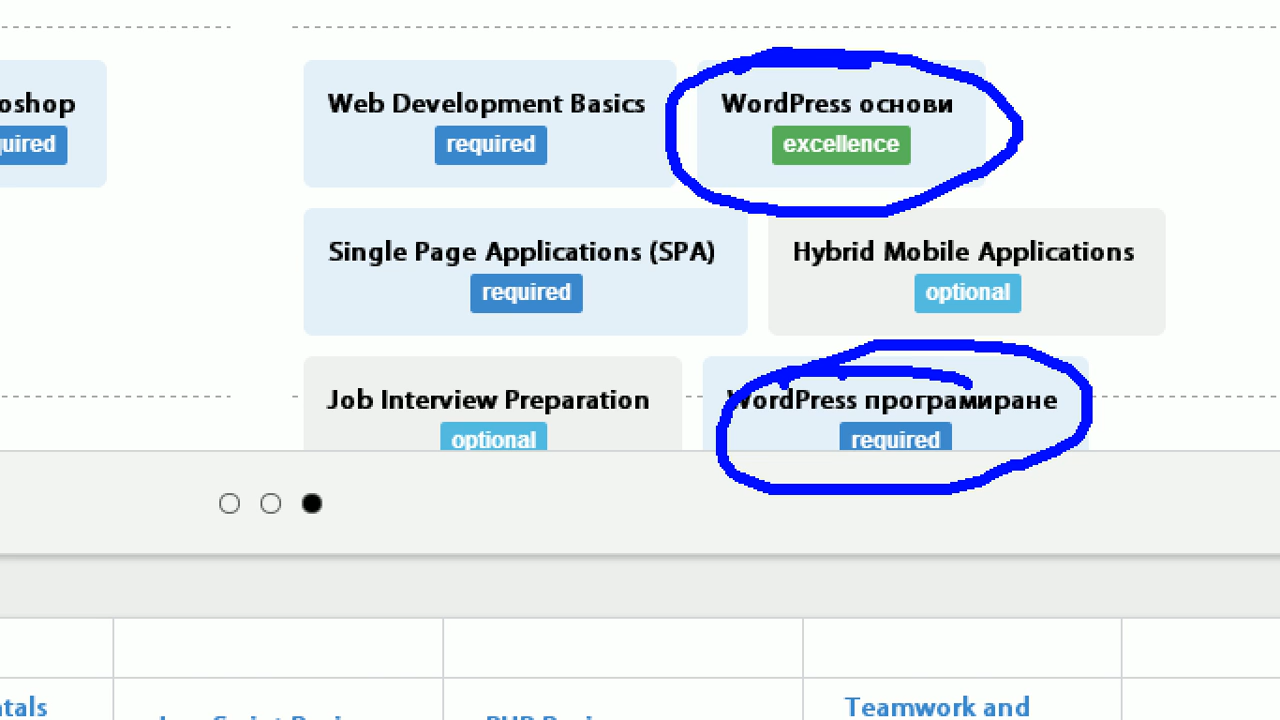 oshop
uired
Web Development Basics
required
WordPress основи
excellence
Single Page Applications (SPA)
required
Hybrid Mobile Applications
optional
Job Interview Preparation
optional
WordPress програмиране
required
tals
Teamwork and